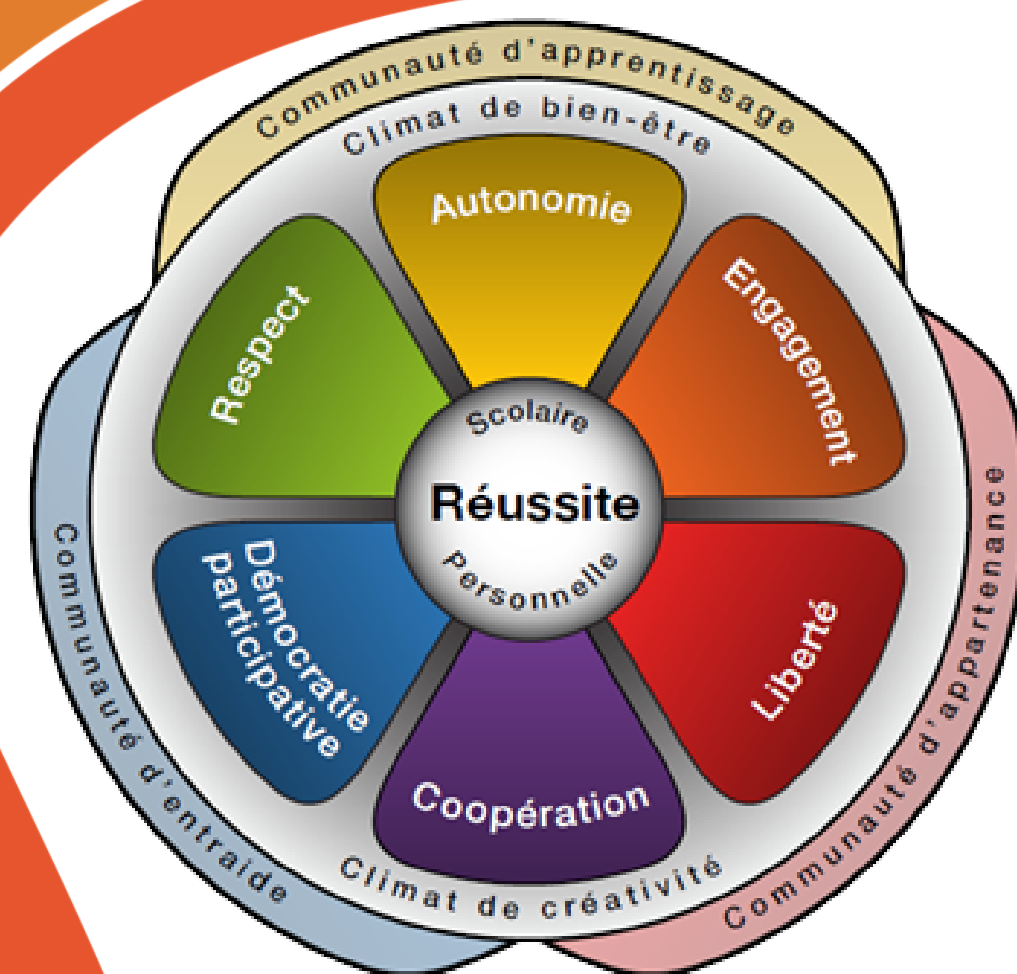 Communauté d'apprentissage
Climat de bien-être
Autonomie
Respect
Engagement
Scolaire
Réussite
Personnelle
Démocratie
participative
Liberté
Coopération
Climat de créativité
Communauté d'entraide
Communauté d'appartenance